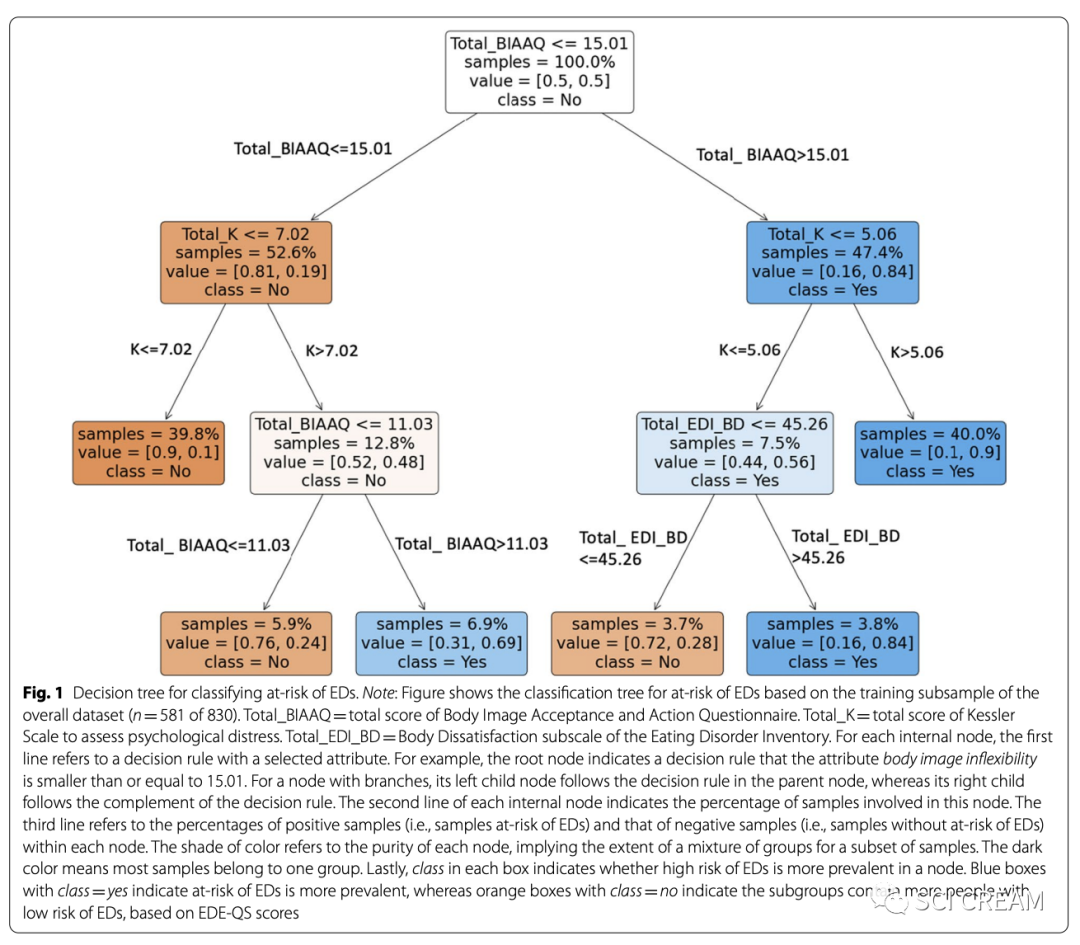 Total_BIAAQ <= 15.01
samples = 100.0%
value = [0.5, 0.5]
class = No
Total_BIAAQ<=15.01
Total_ BIAAQ>15.01
Total_K <= 7.02
samples = 52.6%
value = [0.81, 0.19]
class = No
Total_K <= 5.06
samples = 47.4%
value = [0.16, 0.84]
class = Yes
K<=7.02
K>7.02
K<=5.06
K>5.06
samples = 39.8%
value = [0.9, 0.1]
class = No
Total_BIAAQ <= 11.03
samples = 12.8%
value = [0.52, 0.48]
class = No
Total_EDI_BD <= 45.26
samples = 7.5%
value = [0.44, 0.56]
class = Yes
samples = 40.0%
value = [0.1, 0.9]
class = Yes
Total_ BIAAQ<=11.03
Total_ BIAAQ>11.03
Total_ EDI_BD
<=45.26
Total_ EDI_BD
>45.26
samples = 5.9%
value = [0.76, 0.24]
class = No
samples = 6.9%
value = [0.31, 0.69]
class = Yes
samples = 3.7%
value = [0.72, 0.28]
class = No
samples = 3.8%
value = [0.16, 0.84]
class = Yes
Fig. 1 Decision tree for classifying at-risk of EDs. Note: Figure shows the classification tree for at-risk of EDs based on the training subsample of the
overall dataset (n = 581 of 830). Total_BIAAQ = total score of Body Image Acceptance and Action Questionnaire. Total_K = total score of Kessler
Scale to assess psychological distress. Total_EDI_BD = Body Dissatisfaction subscale of the Eating Disorder Inventory. For each internal node, the first
line refers to a decision rule with a selected attribute. For example, the root node indicates a decision rule that the attribute body image inflexibility
is smaller than or equal to 15.01. For a node with branches, its left child node follows the decision rule in the parent node, whereas its right child
follows the complement of the decision rule. The second line of each internal node indicates the percentage of samples involved in this node. The
third line refers to the percentages of positive samples (i.e., samples at-risk of EDs) and that of negative samples (i.e., samples without at-risk of EDs)
within each node. The shade of color refers to the purity of each node, implying the extent of a mixture of groups for a subset of samples. The dark
color means most samples belong to one group. Lastly, class in each box indicates whether high risk of EDs is more prevalent in a node. Blue boxes
with class = yes indicate at-risk of EDs is more prevalent, whereas orange boxes with class = no indicate the subgroups more people with
low risk of EDs, based on EDE-QS scores
SCI CREAM